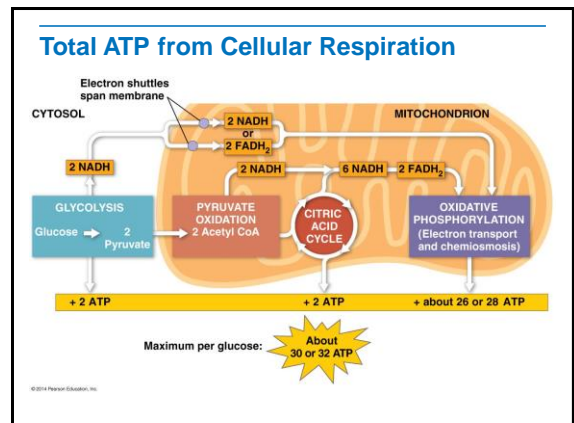 Total ATP from Cellular Respiration
Electron shuttles
span membrane
CYTOSOL
MITOCHONDRION
2 NADH
or
2 FADH₂
2 NADH
2 NADH
6 NADH
2 FADH₂
GLYCOLYSIS
Glucose
2
Pyruvate
PYRUVATE
OXIDATION
2 Acetyl CoA
CITRIC
ACID
CYCLE
OXIDATIVE
PHOSPHORYLATION
(Electron transport
and chemiosmosis)
+ 2 ATP
+ 2 ATP
+ about 26 or 28 ATP
Maximum per glucose:
About
30 or 32 ATP
© 2014 Pearson Education, Inc.